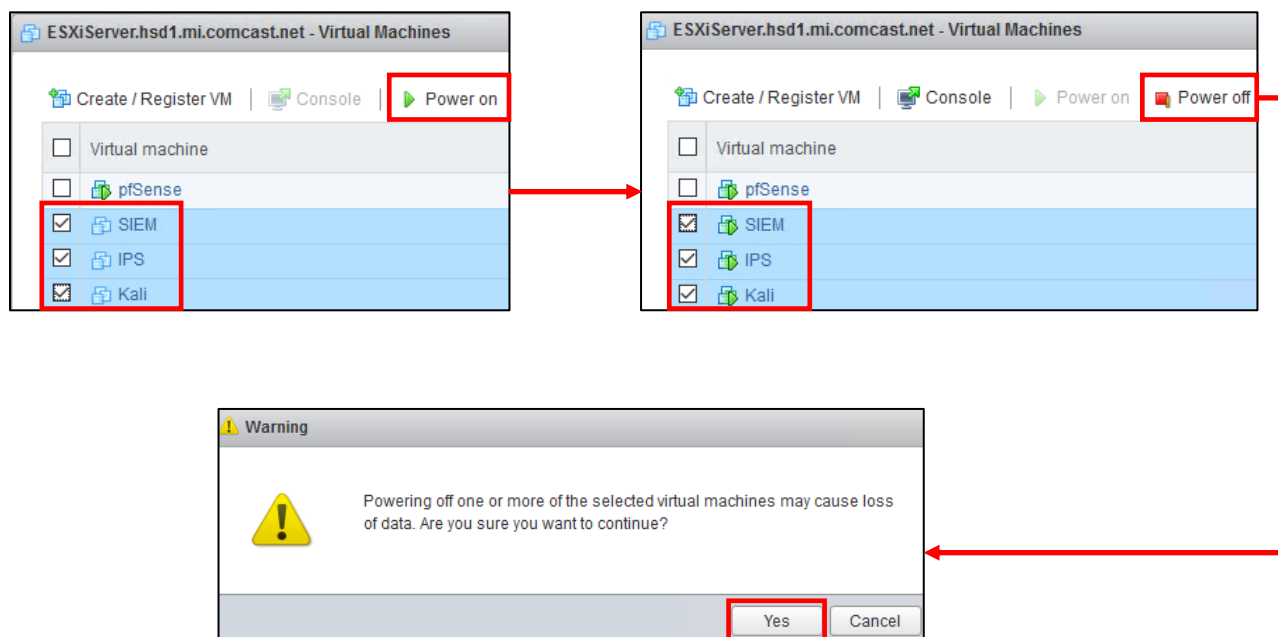 ESXiServer.hsd1.mi.comcast.net - Virtual Machines
Create / Register VM | Console | Power on
Virtual machine
pfSense
SIEM
IPS
Kali
ESXiServer.hsd1.mi.comcast.net - Virtual Machines
Create / Register VM | Console | Power on Power off
Virtual machine
pfSense
SIEM
IPS
Kali
Warning
Powering off one or more of the selected virtual machines may cause loss
of data. Are you sure you want to continue?
Yes Cancel